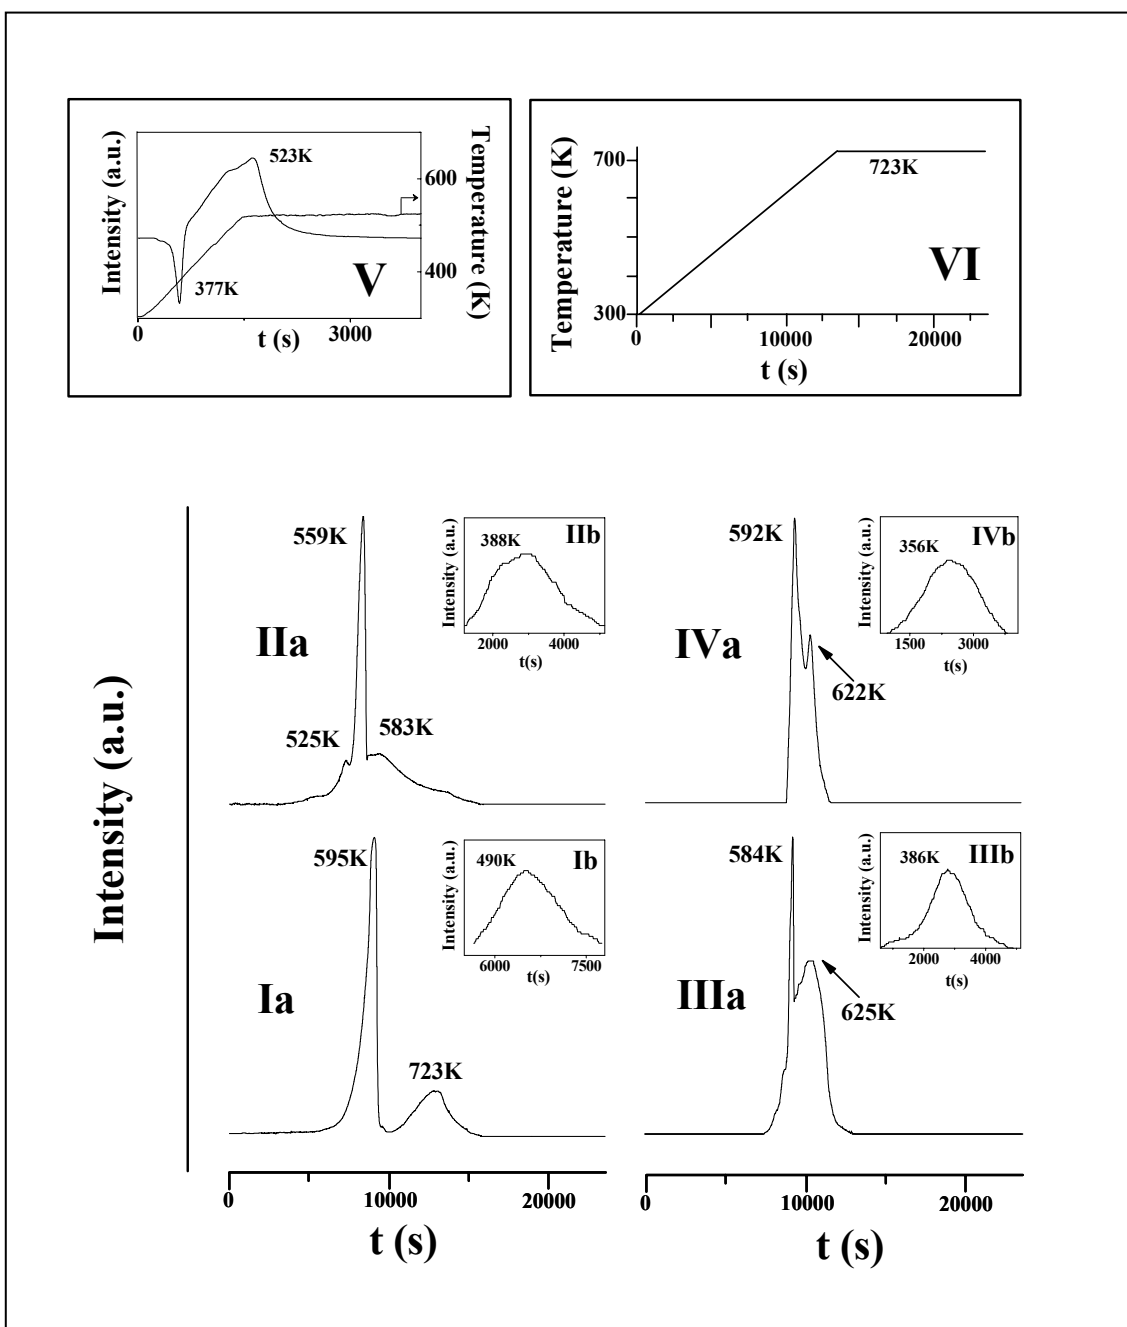 Intensity (a.u.)
Temperature (K)
523K
600
400
377K
V
0
3000
t (s)
Temperature (K)
700
300
723K
VI
0
10000
20000
t (s)
Intensity (a.u.)
559K
IIa
525K
583K
Intensity (a.u.)
388K
IIb
2000
4000
t(s)
592K
IVa
622K
Intensity (a.u.)
356K
IVb
1500
3000
t(s)
595K
Ia
723K
Intensity (a.u.)
490K
Ib
6000
7500
t(s)
584K
IIIa
625K
Intensity (a.u.)
386K
IIIb
2000
4000
t(s)
0
10000
20000
t (s)
0
10000
20000
t (s)